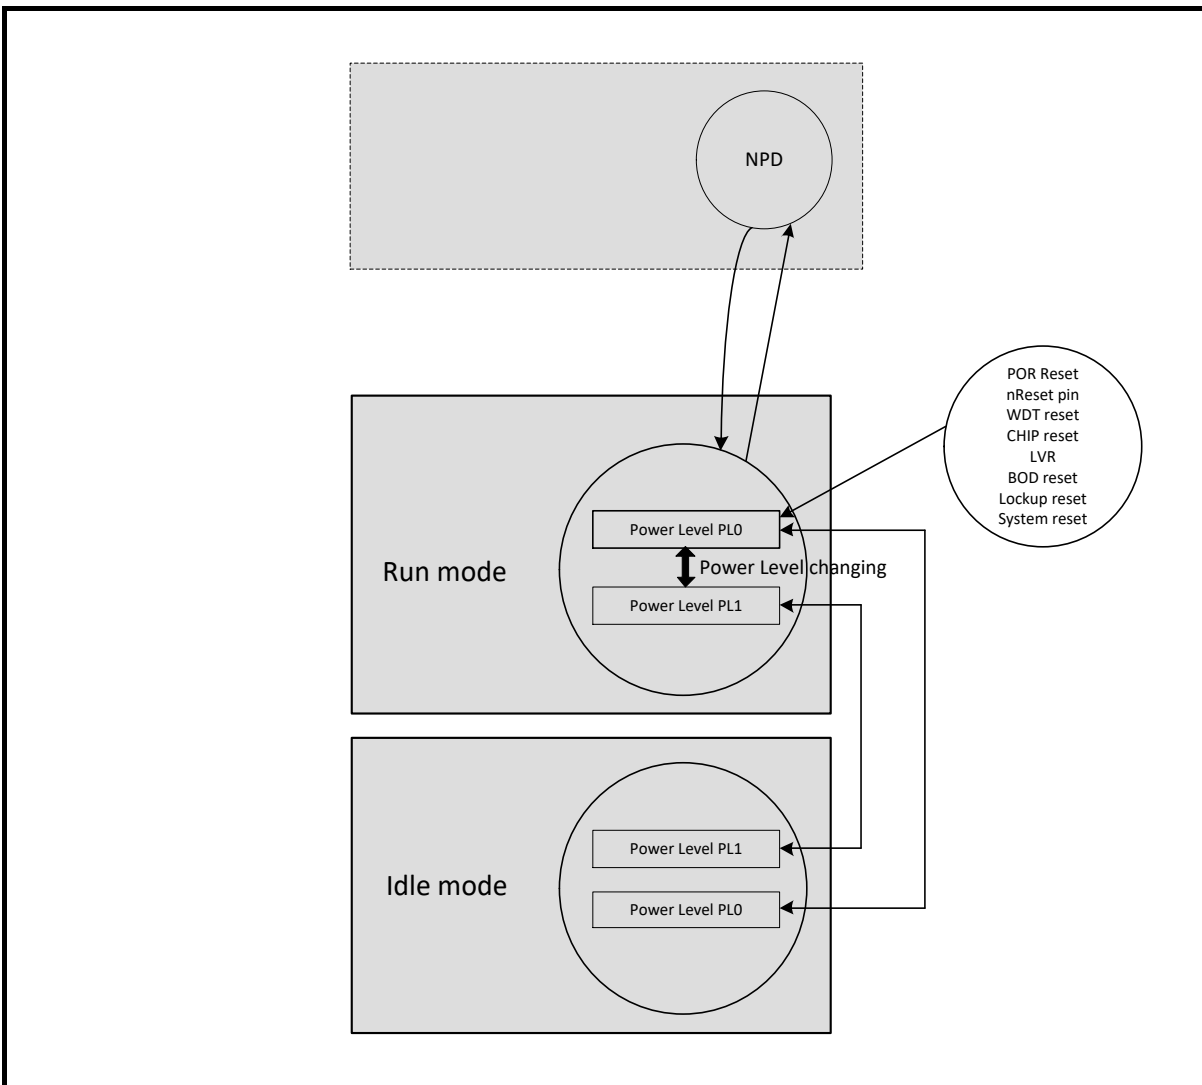 NPD
POR Reset
nReset pin
WDT reset
CHIP reset
LVR
BOD reset
Lockup reset
System reset
Run mode
Power Level PL0
Power Level changing
Power Level PL1
Idle mode
Power Level PL1
Power Level PL0